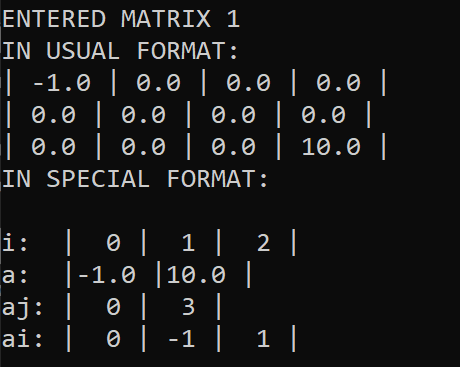 ENTERED MATRIX 1
IN USUAL FORMAT:
| -1.0 | 0.0 | 0.0 | 0.0 |
| 0.0 | 0.0 | 0.0 | 0.0 |
| 0.0 | 0.0 | 0.0 | 10.0 |
IN SPECIAL FORMAT:
i:  |  0 |  1 |  2 |
a:  |-1.0 |10.0 |
aj: |  0 |  3 |
ai: |  0 | -1 |  1 |